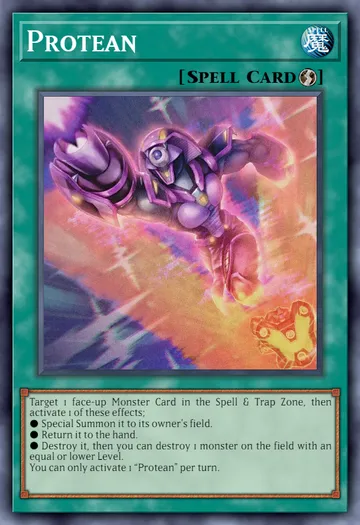 PROTEAN
魔
[SPELL CARD]
Target 1 face-up Monster Card in the Spell & Trap Zone, then
activate 1 of these effects;
● Special Summon it to its owner's field.
● Return it to the hand.
● Destroy it, then you can destroy 1 monster on the field with an
equal or lower Level.
You can only activate 1 "Protean" per turn.